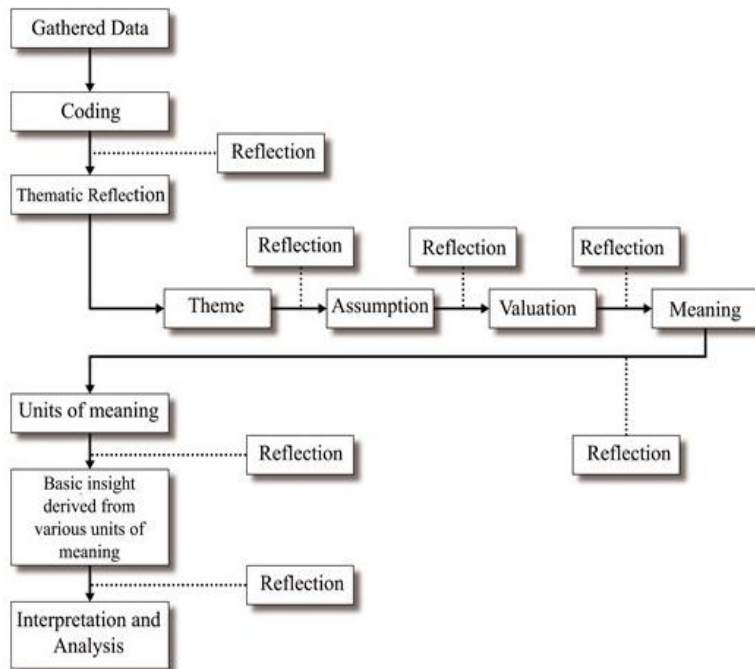 Gathered Data
Coding
Reflection
Thematic Reflection
Reflection
Reflection
Reflection
Theme
Assumption
Valuation
Meaning
Units of meaning
Reflection
Reflection
Basic insight
derived from
various units of
meaning
Reflection
Interpretation and
Analysis